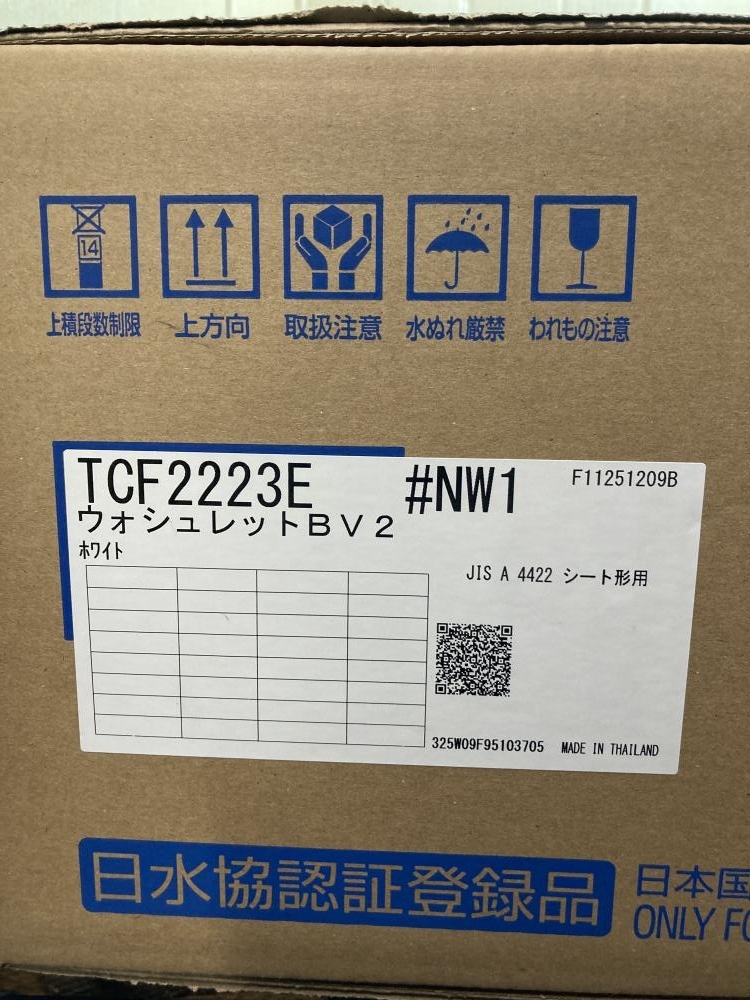 14
上積段数制限 上方向 取扱注意 水ぬれ厳禁 われもの注意
TCF2223E #NW1 F11251209B
ウォシュレットBV2
ホワイト
JIS A 4422 シート形用
325W09F95103705 MADE IN THAILAND
日水協認証登録品
日本国
ONLY FO